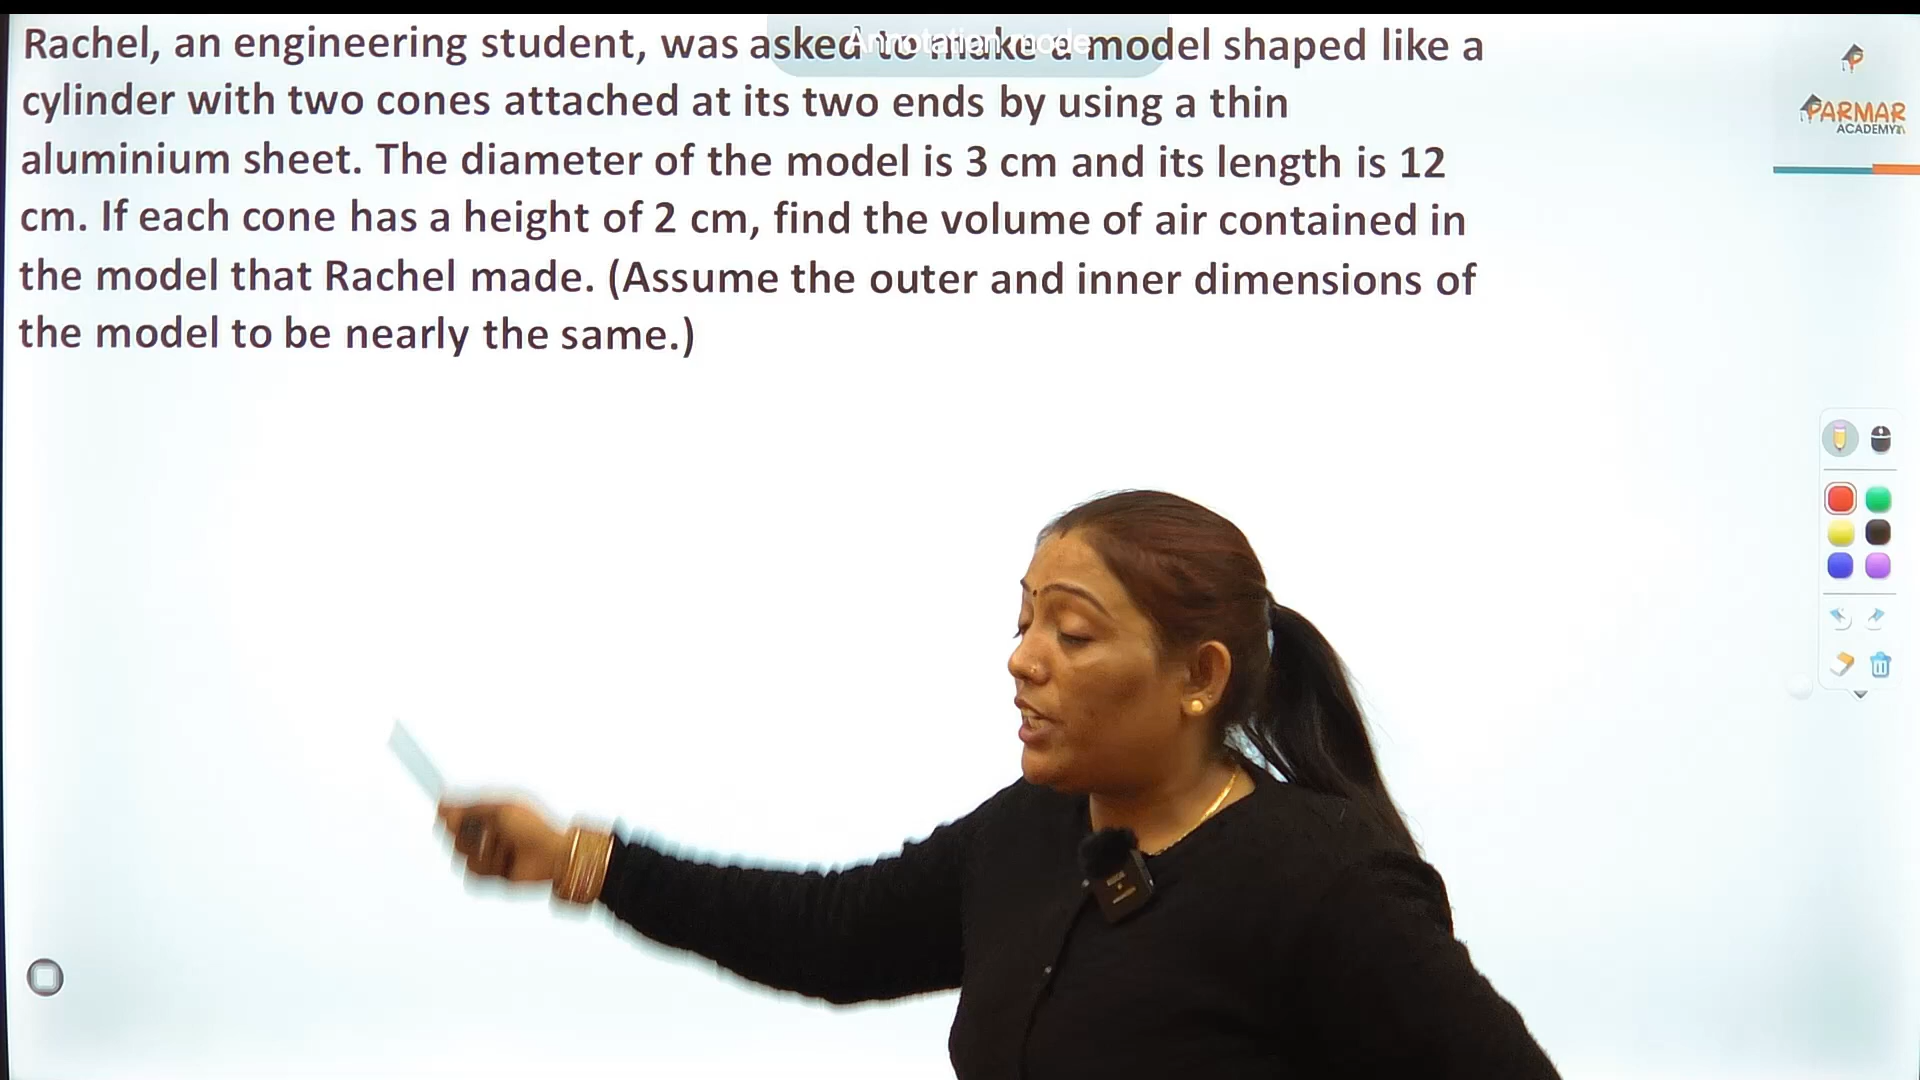 Rachel, an engineering student, was asked to make a model shaped like a
Annotation mode
cylinder with two cones attached at its two ends by using a thin
aluminium sheet. The diameter of the model is 3 cm and its length is 12
cm. If each cone has a height of 2 cm, find the volume of air contained in
the model that Rachel made. (Assume the outer and inner dimensions of
the model to be nearly the same.)
PARMAR
ACADEMY